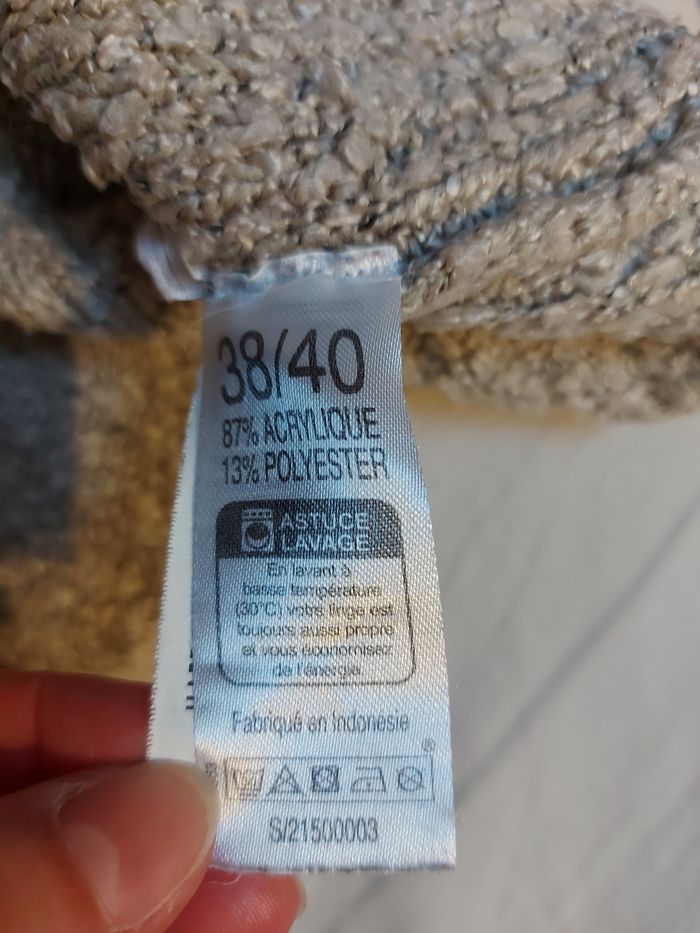 38/40
87% ACRYLIQUE
13% POLYESTER
ASTUCE
LAVAGE
En lavant à
basse température
(30°C) votre linge est
toujours aussi propre
et vous économisez
de l'énergie.
Fabriqué en Indonesie
®
S/21500003